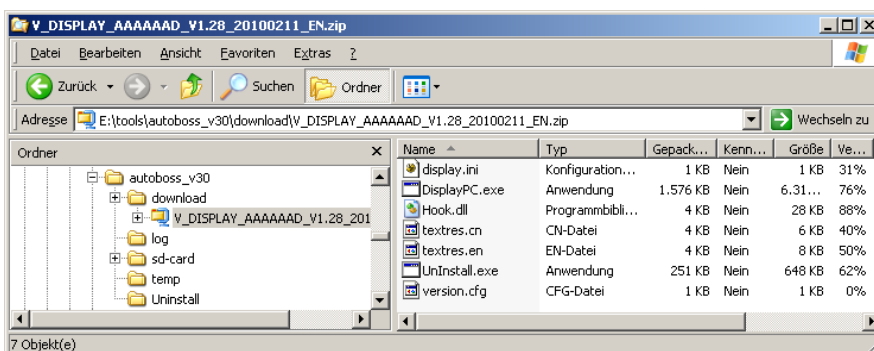 V_DISPLAY_AAAAAAD_V1.28_20100211_EN.zip
Datei Bearbeiten Ansicht Favoriten Extras ?
Zurück Suchen Ordner
Adresse E:\tools\autoboss_v30\download\V_DISPLAY_AAAAAAD_V1.28_20100211_EN.zip Wechseln zu
Ordner x Name Typ Gepack... Kenn... Größe Ve...
display.ini Konfiguration... 1 KB Nein 1 KB 31%
autoboss_v30 DisplayPC.exe Anwendung 1.576 KB Nein 6.31... 76%
download Hook.dll Programmbibli... 4 KB Nein 28 KB 88%
V_DISPLAY_AAAAAAD_V1.28_201 textres.cn CN-Datei 4 KB Nein 6 KB 40%
log textres.en EN-Datei 4 KB Nein 8 KB 50%
sd-card UnInstall.exe Anwendung 251 KB Nein 648 KB 62%
temp version.cfg CFG-Datei 1 KB Nein 1 KB 0%
Uninstall
7 Objekt(e)